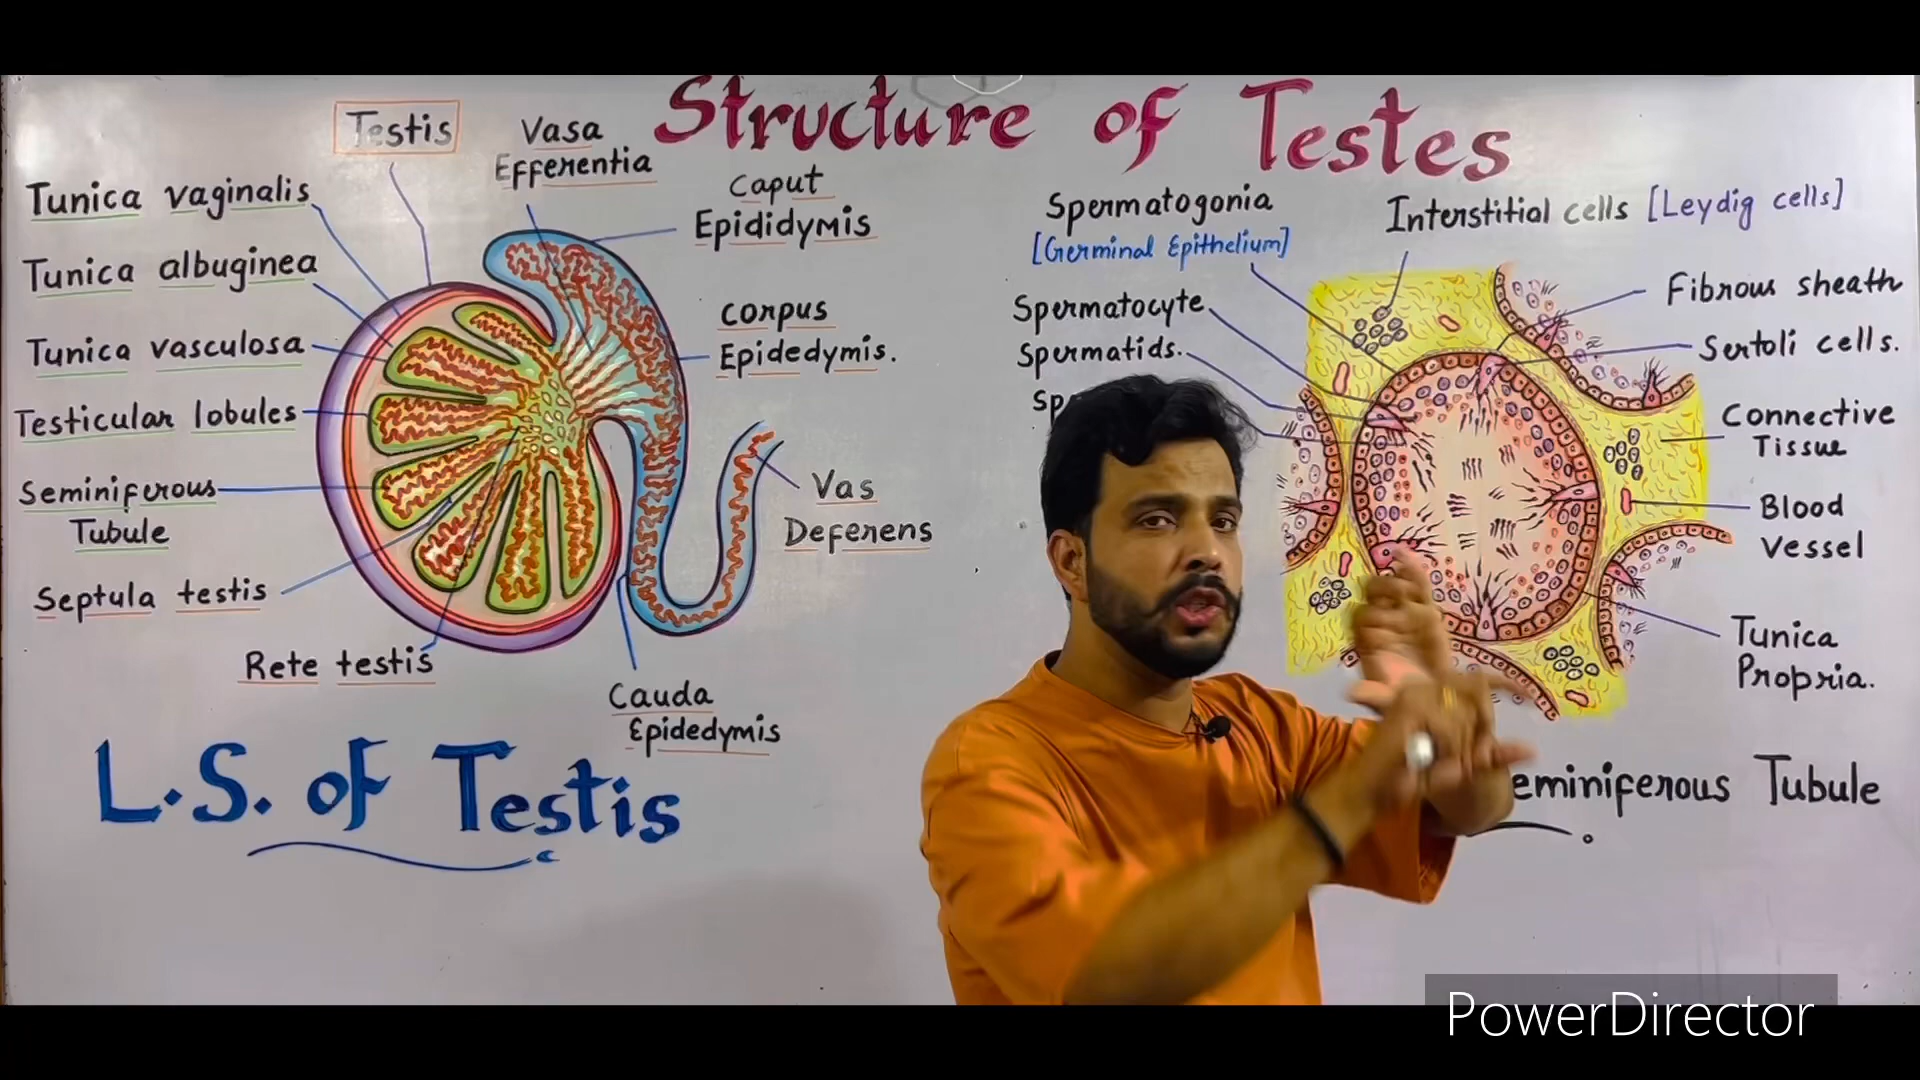 Structure of Testes
Testis
Vasa
Efferentia
Tunica vaginalis
Tunica albuginea
Tunica vasculosa
Testicular lobules
Seminiferous
Tubule
Septula testis
Rete testis
Caput
Epididymis
Corpus
Epidedymis.
Vas
Deferens
Cauda
Epidedymis
L.S. of Testis
Spermatogonia
[Germinal Epithelium]
Spermatocyte
Spermatids.
Interstitial cells [Leydig cells]
Fibrous sheath
Sertoli cells.
Connective
Tissue
Blood
Vessel
Tunica
Propria.
eminiferous Tubule
PowerDirector